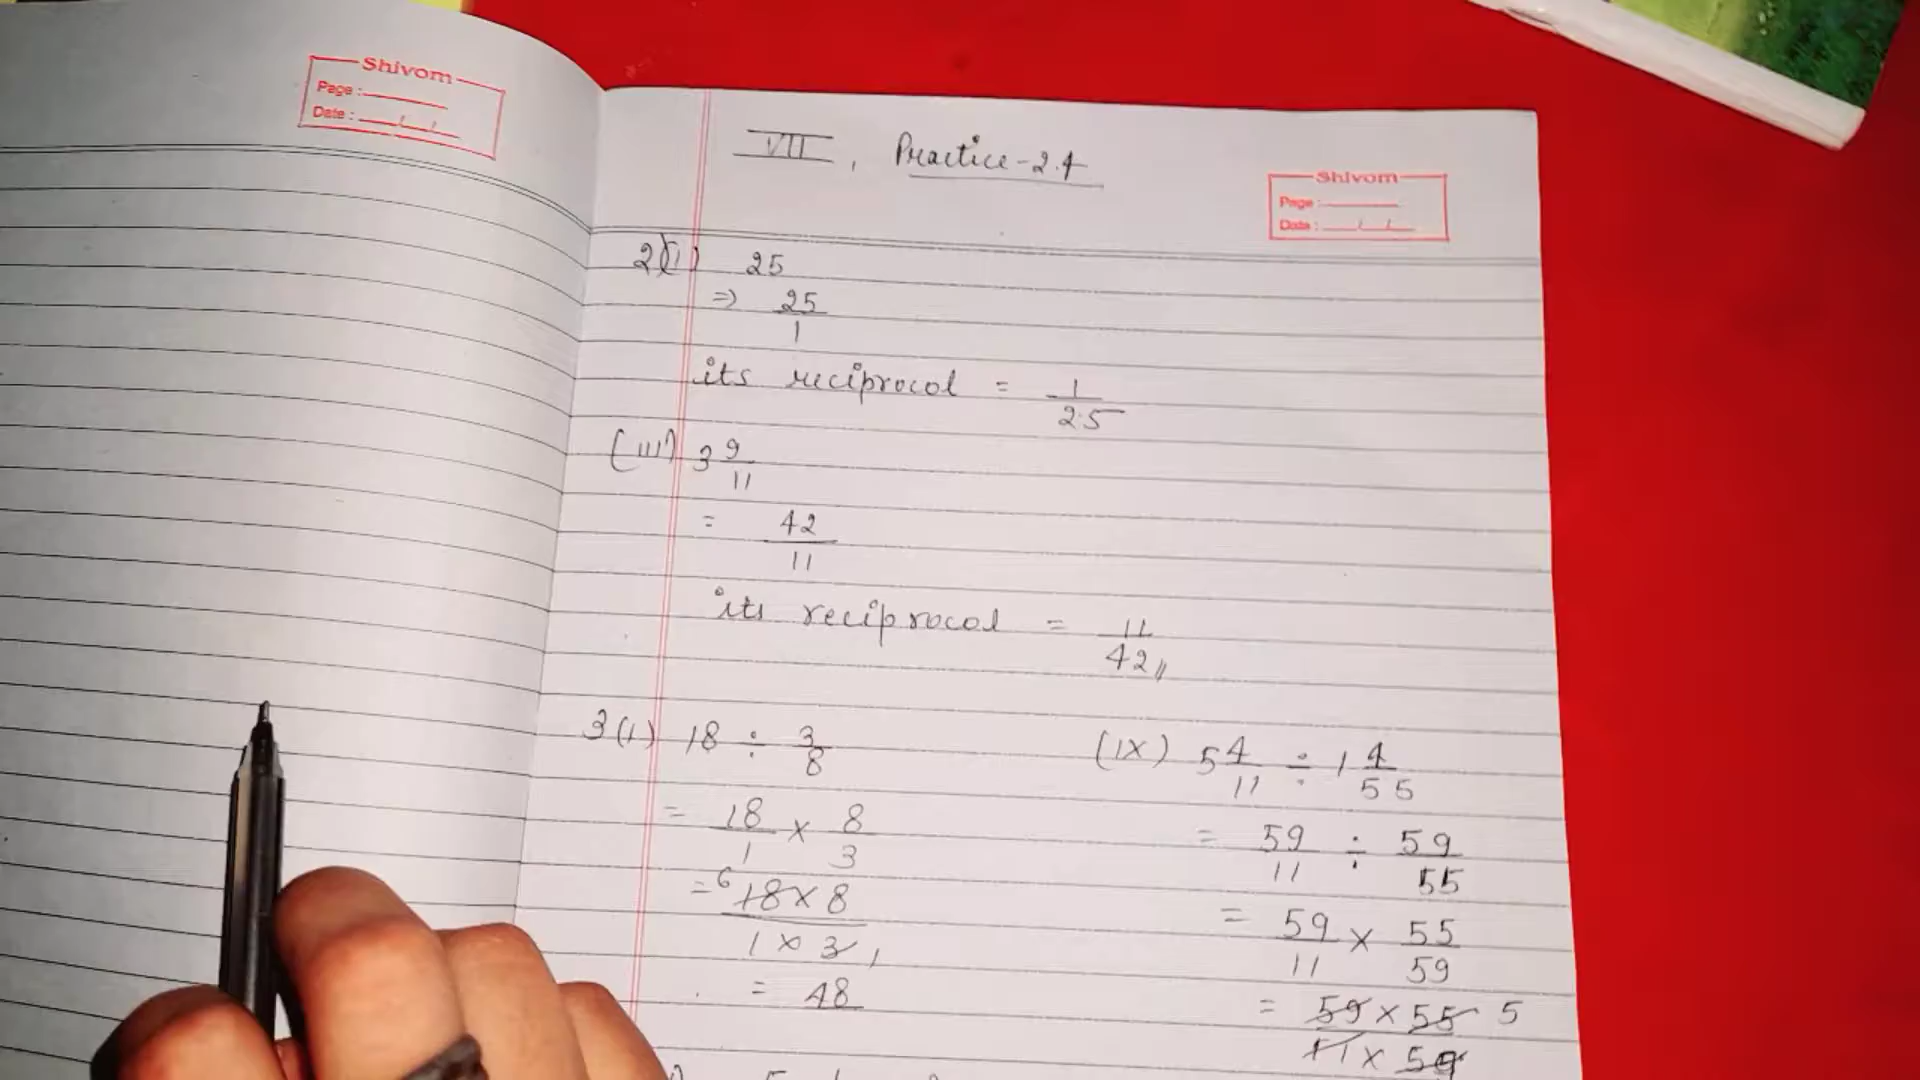 Shivom
Page :
Date : / /
VII, Practice-2.4
Shivom
Page :
Date : / /
2(i) 25
⇒ 25/1
its reciprocol = 1/25
(iii) 3 9/11
= 42/11
its reciprocol = 11/42 //
3(i) 18 ÷ 3/8
= 18/1 × 8/3
= 6 18 × 8 / 1 × 3 1
= 48
(ix) 5 4/11 ÷ 1 4/55
= 59/11 ÷ 59/55
= 59/11 × 55/59
= 59 × 55 5 / 11 × 59